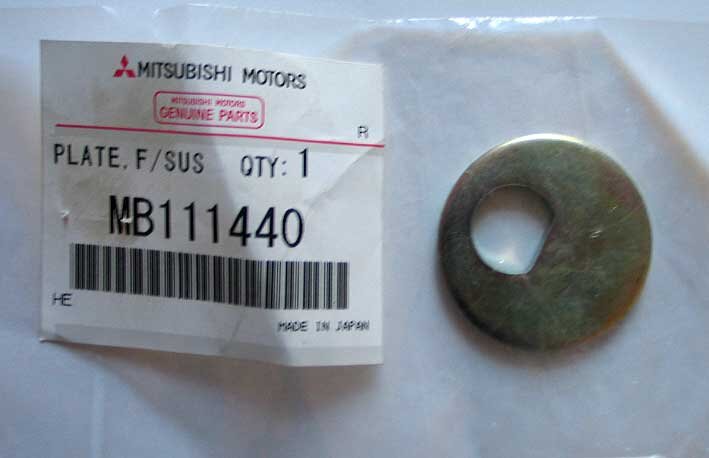 MITSUBISHI MOTORS
MITSUBISHI MOTORS
GENUINE PARTS
R
PLATE,F/SUS QTY: 1
MB111440
HE
MADE IN JAPAN